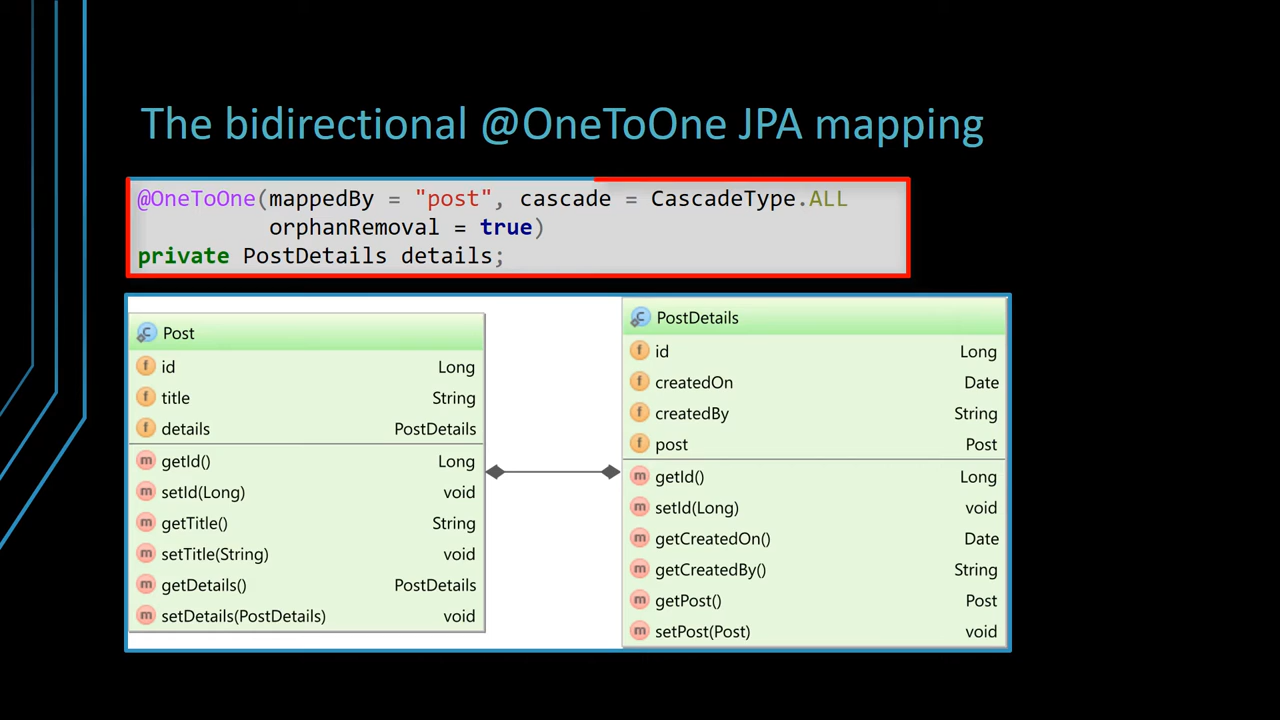 The bidirectional @OneToOne JPA mapping
@OneToOne(mappedBy = "post", cascade = CascadeType.ALL
orphanRemoval = true)
private PostDetails details;
C Post
f id Long
f title String
f details PostDetails
m getId() Long
m setId(Long) void
m getTitle() String
m setTitle(String) void
m getDetails() PostDetails
m setDetails(PostDetails) void
C PostDetails
f id Long
f createdOn Date
f createdBy String
f post Post
m getId() Long
m setId(Long) void
m getCreatedOn() Date
m getCreatedBy() String
m getPost() Post
m setPost(Post) void